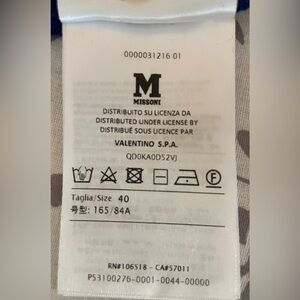 0000031216 01
M
MISSONI
DISTRIBUITO SU LICENZA DA
DISTRIBUTED UNDER LICENSE BY
DISTRIBUÉ SOUS LICENCE PAR
VALENTINO S.P.A.
QD0KA0D52VJ
Taglia/Size 40
号型: 165/84A
RN#106518 - CA#57011
P53100276-0001-0044-00000